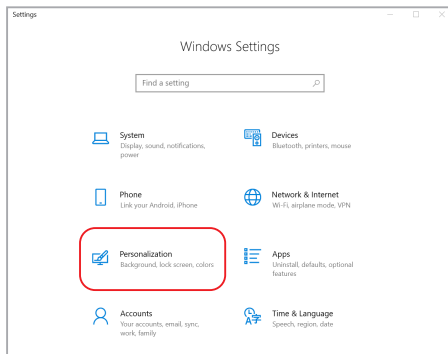 Settings
Windows Settings
Find a setting
System
Display, sound, notifications,
power
Devices
Bluetooth, printers, mouse
Phone
Link your Android, iPhone
Network & Internet
Wi-Fi, airplane mode, VPN
Personalization
Background, lock screen, colors
Apps
Uninstall, defaults, optional
features
Accounts
Your accounts, email, sync,
work, family
Time & Language
Speech, region, date